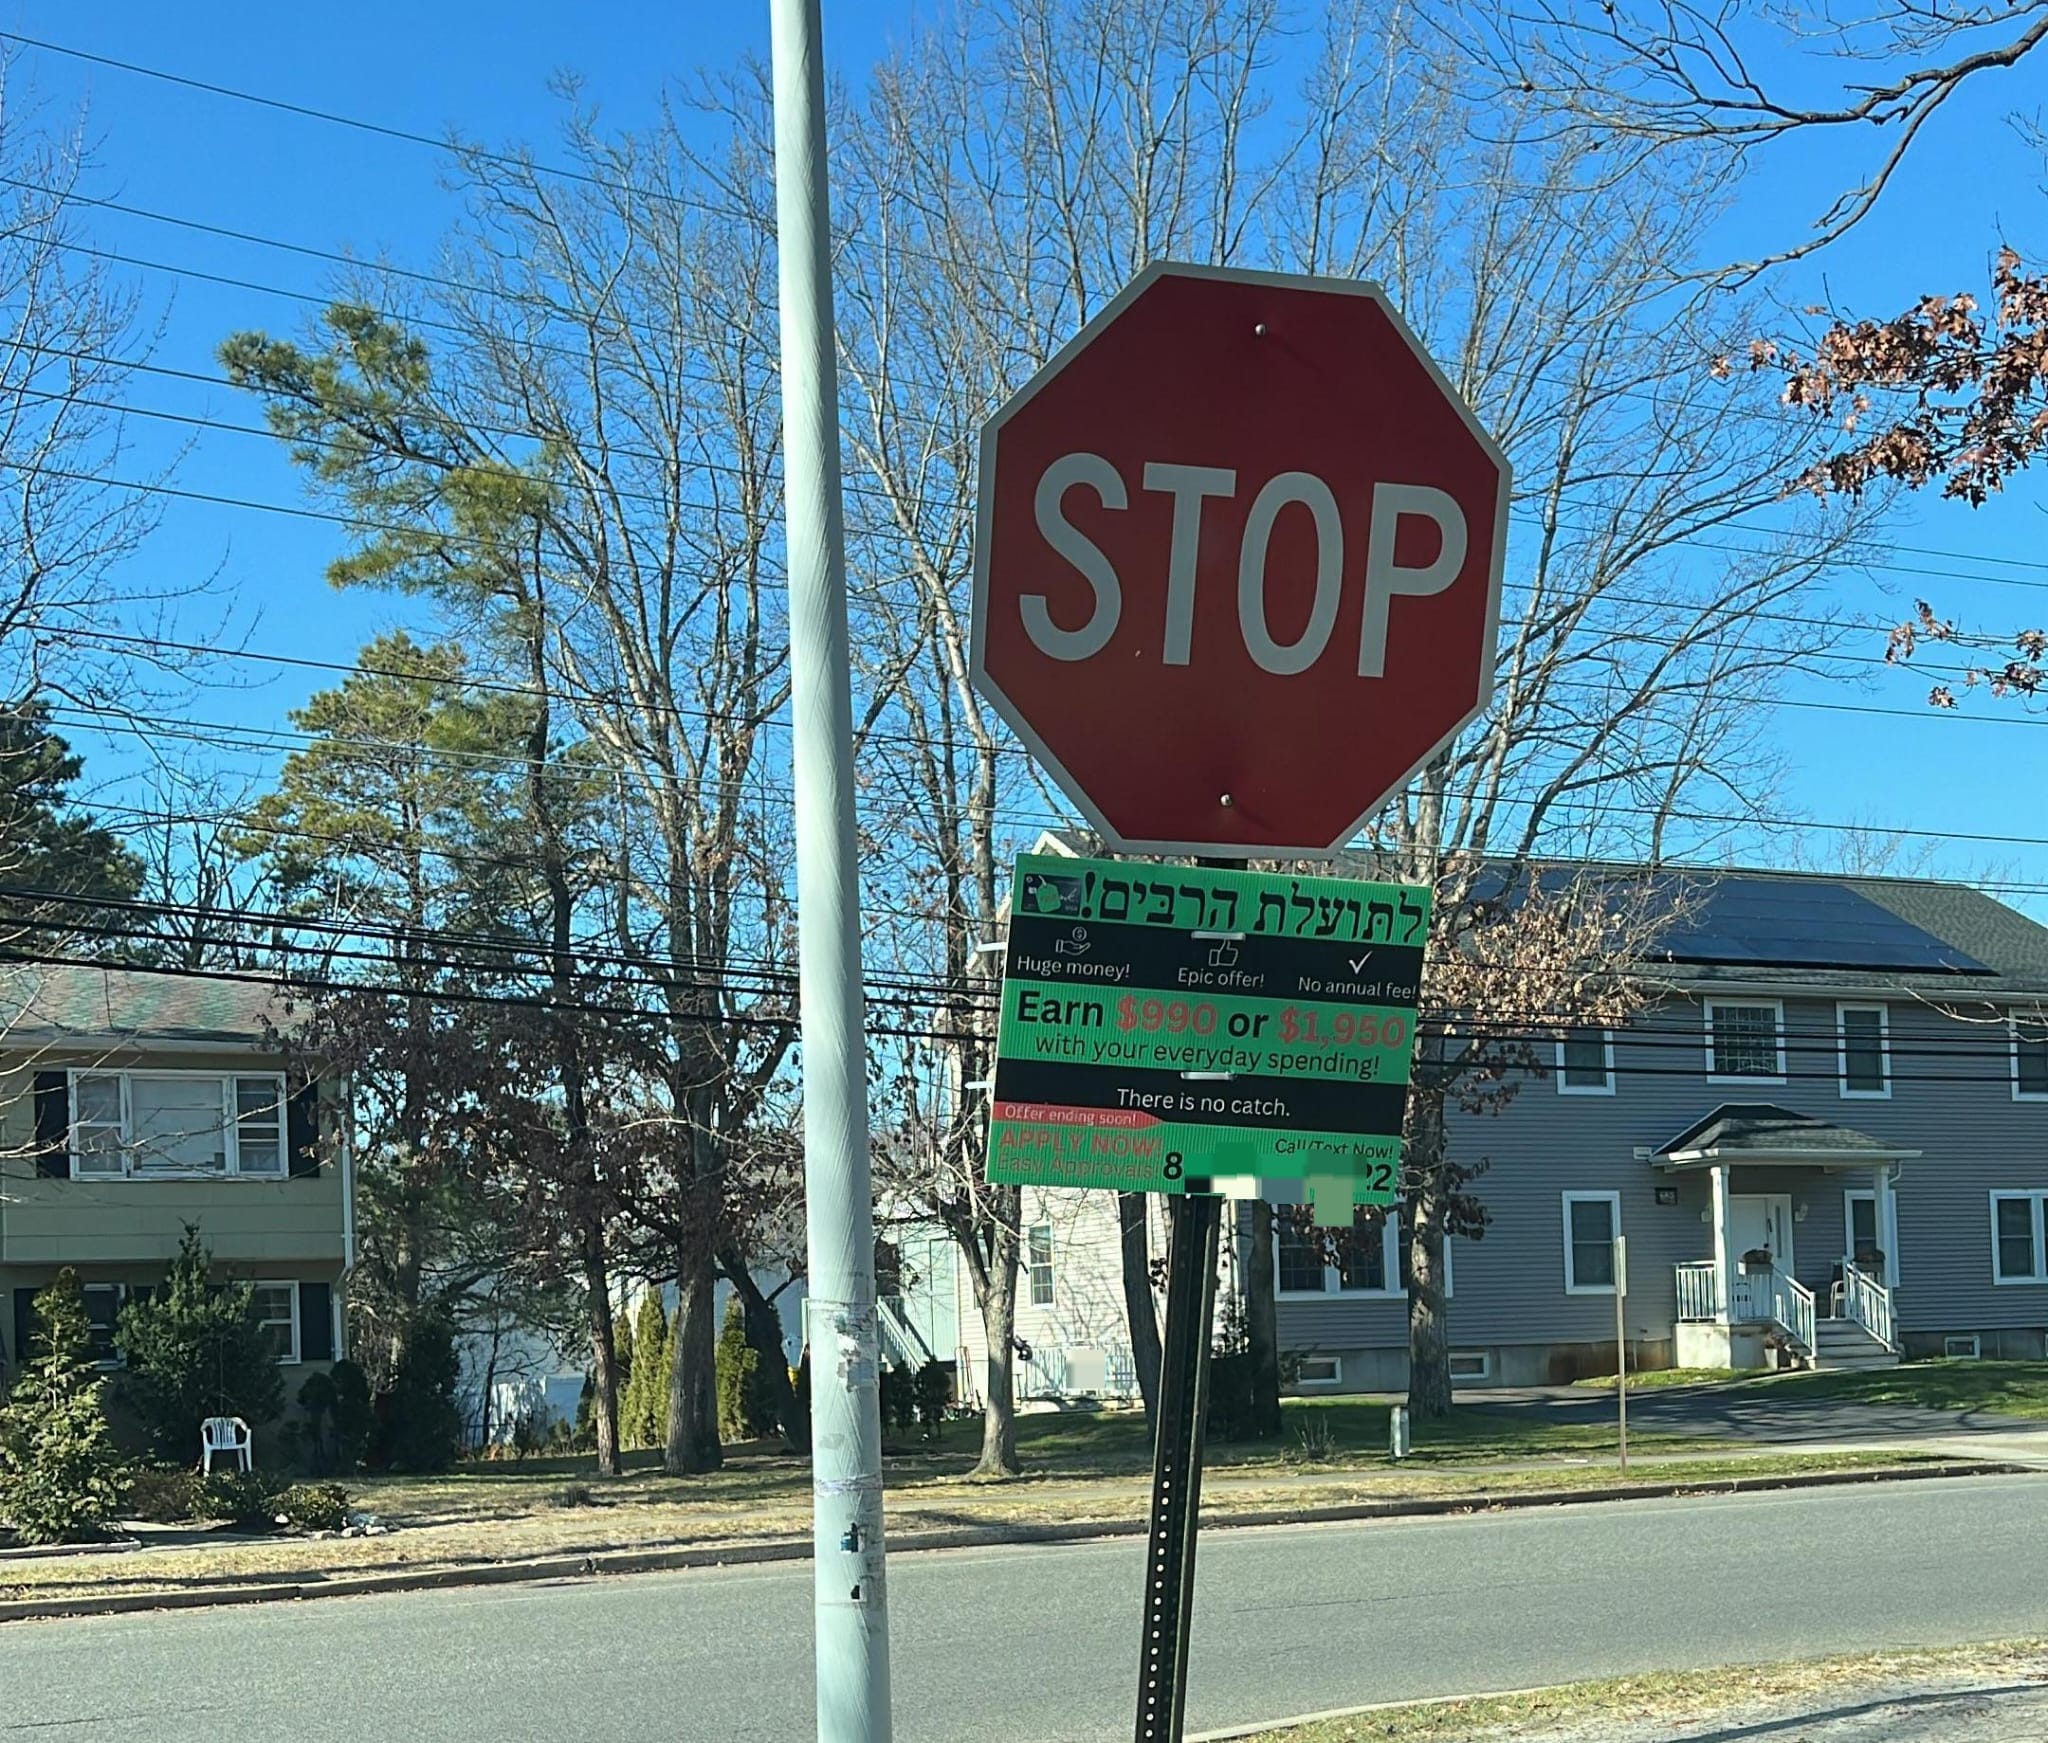 STOP
לתועלת הרבים!
Huge money! Epic offer! No annual fee!
Earn $990 or $1,950
with your everyday spending!
There is no catch.
Offer ending soon!
APPLY NOW! Call/Text Now!
Easy Approvals!